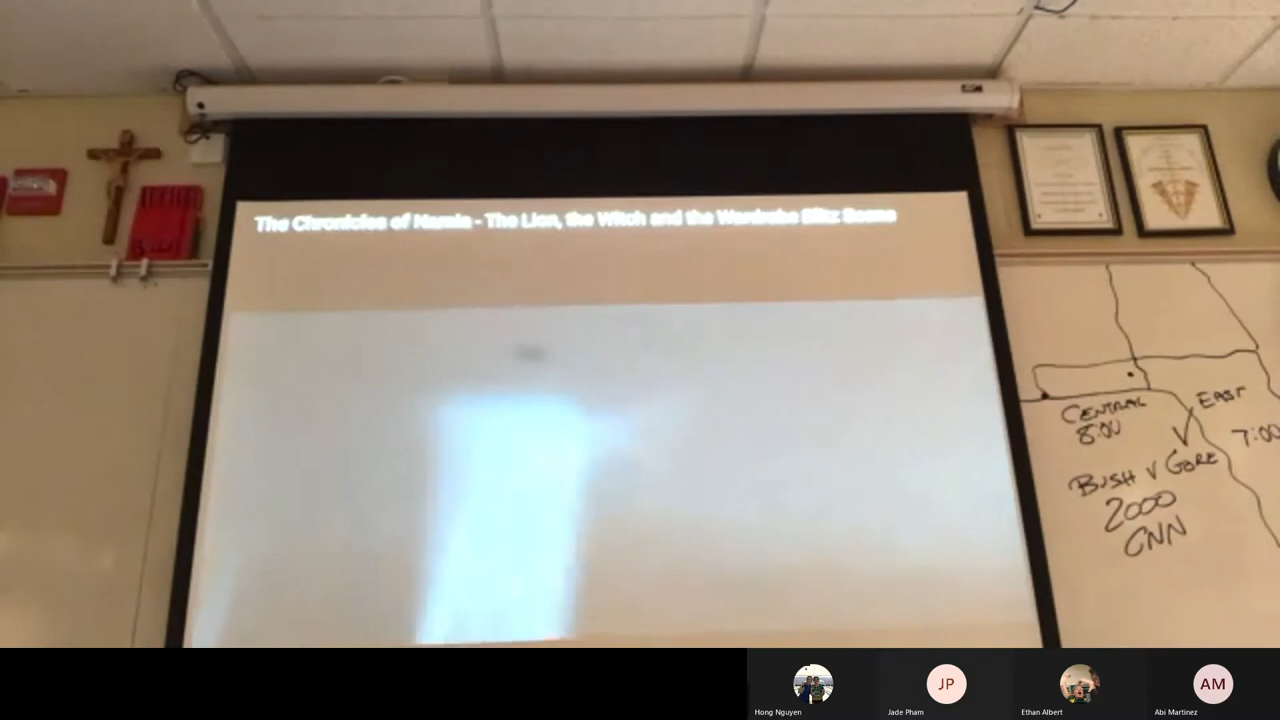 The Chronicles of Narnia - The Lion, the Witch and the Wardrobe Blitz Scene
CENTRAL
8:00
EAST
7:00
BUSH V GORE
2000
CNN
Hong Nguyen
JP
Jade Pham
Ethan Albert
AM
Abi Martinez